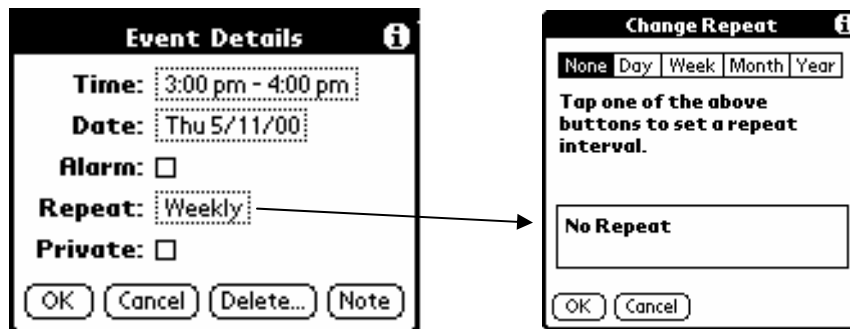 Event Details
Time: 3:00 pm - 4:00 pm
Date: Thu 5/11/00
Alarm:
Repeat: Weekly
Private:
OK Cancel Delete... Note
Change Repeat
None Day Week Month Year
Tap one of the above
buttons to set a repeat
interval.
No Repeat
OK Cancel